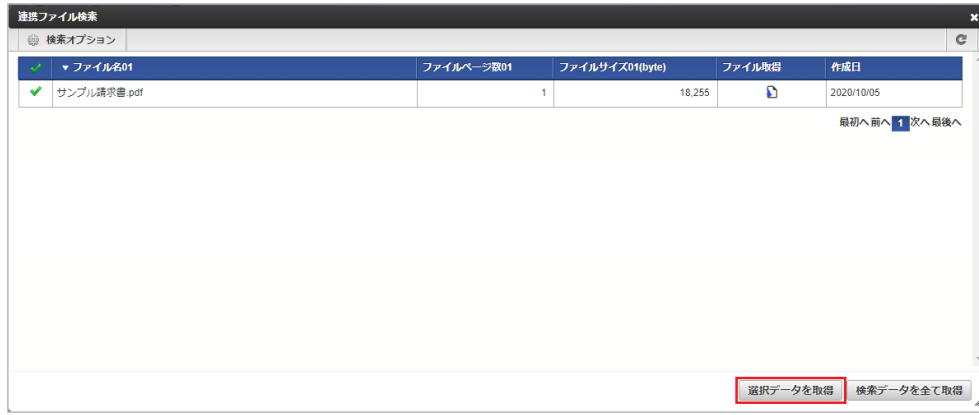 連携ファイル検索
検索オプション
▼ ファイル名01 ファイルページ数01 ファイルサイズ01(byte) ファイル取得 作成日
サンプル請求書.pdf 1 18,255 2020/10/05
最初へ 前へ 1 次へ 最後へ
選択データを取得 検索データを全て取得